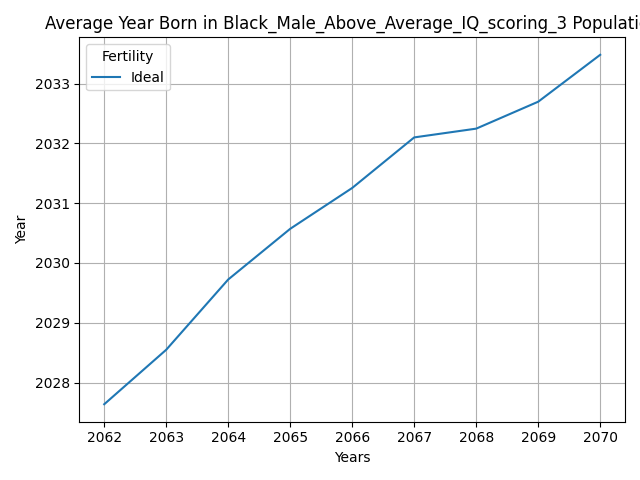 Average Year Born in Black_Male_Above_Average_IQ_scoring_3 Populati
Fertility
Ideal
Year
2033
2032
2031
2030
2029
2028
2062 2063 2064 2065 2066 2067 2068 2069 2070
Years